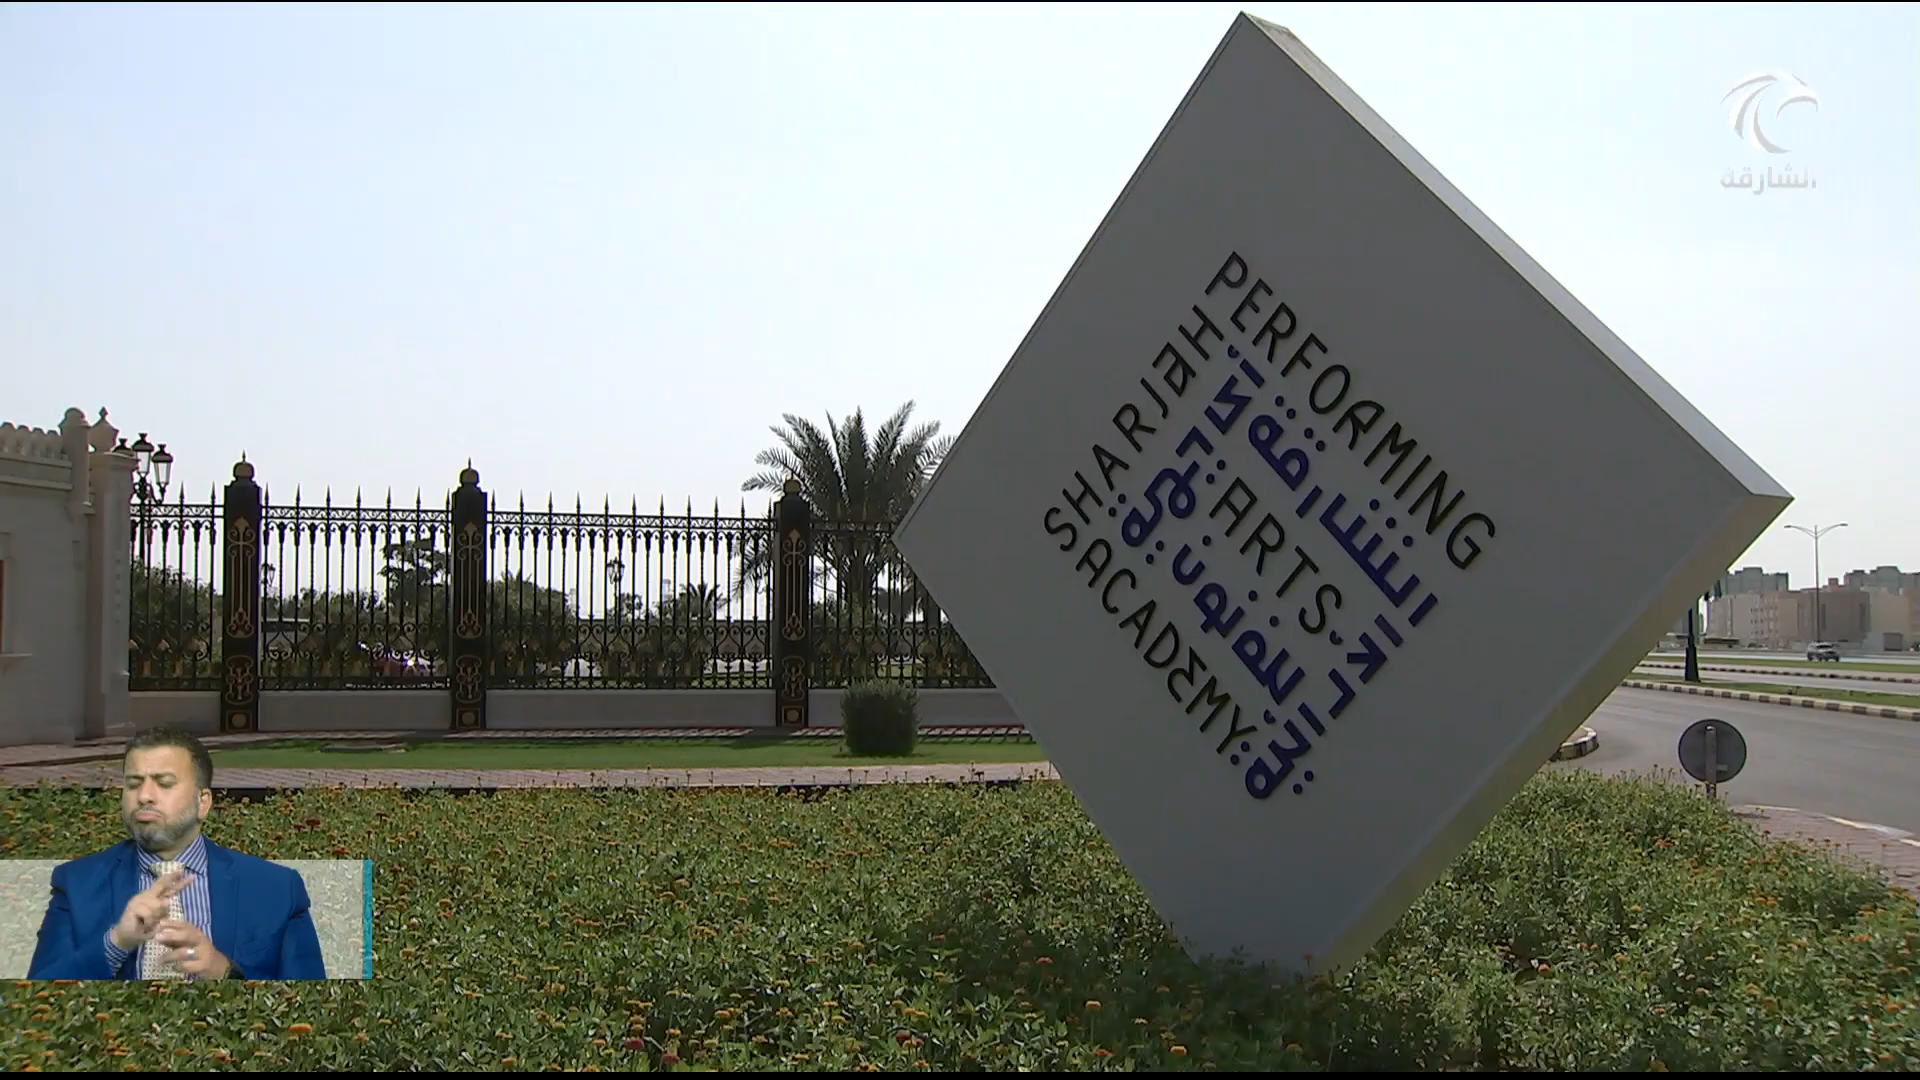 الشارقة
SHARJAH
PERFORMING
ARTS
ACADEMY
أكاديمية
الشارقة
للفنون
الأدائية